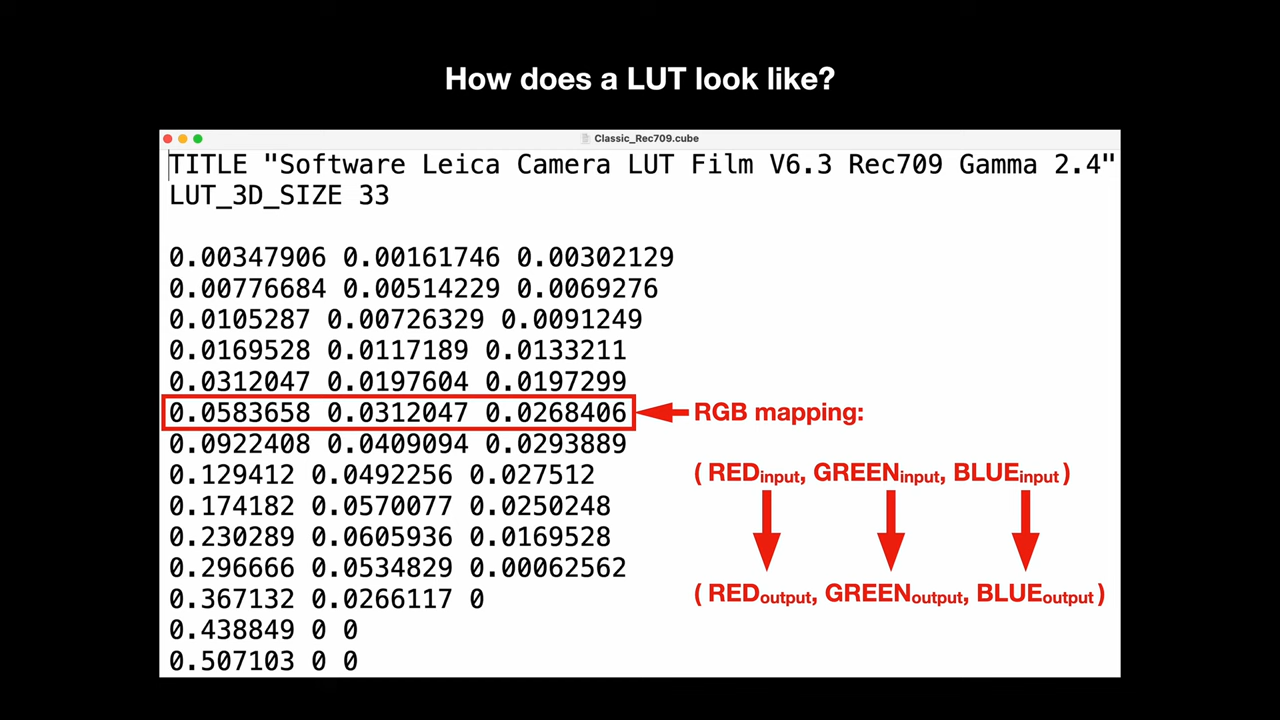 How does a LUT look like?
Classic_Rec709.cube
TITLE "Software Leica Camera LUT Film V6.3 Rec709 Gamma 2.4"
LUT_3D_SIZE 33
0.00347906 0.00161746 0.00302129
0.00776684 0.00514229 0.0069276
0.0105287 0.00726329 0.0091249
0.0169528 0.0117189 0.0133211
0.0312047 0.0197604 0.0197299
0.0583658 0.0312047 0.0268406
RGB mapping:
0.0922408 0.0409094 0.0293889
0.129412 0.0492256 0.027512
( REDinput, GREENinput, BLUEinput )
0.174182 0.0570077 0.0250248
0.230289 0.0605936 0.0169528
0.296666 0.0534829 0.00062562
0.367132 0.0266117 0
( REDoutput, GREENoutput, BLUEoutput )
0.438849 0 0
0.507103 0 0